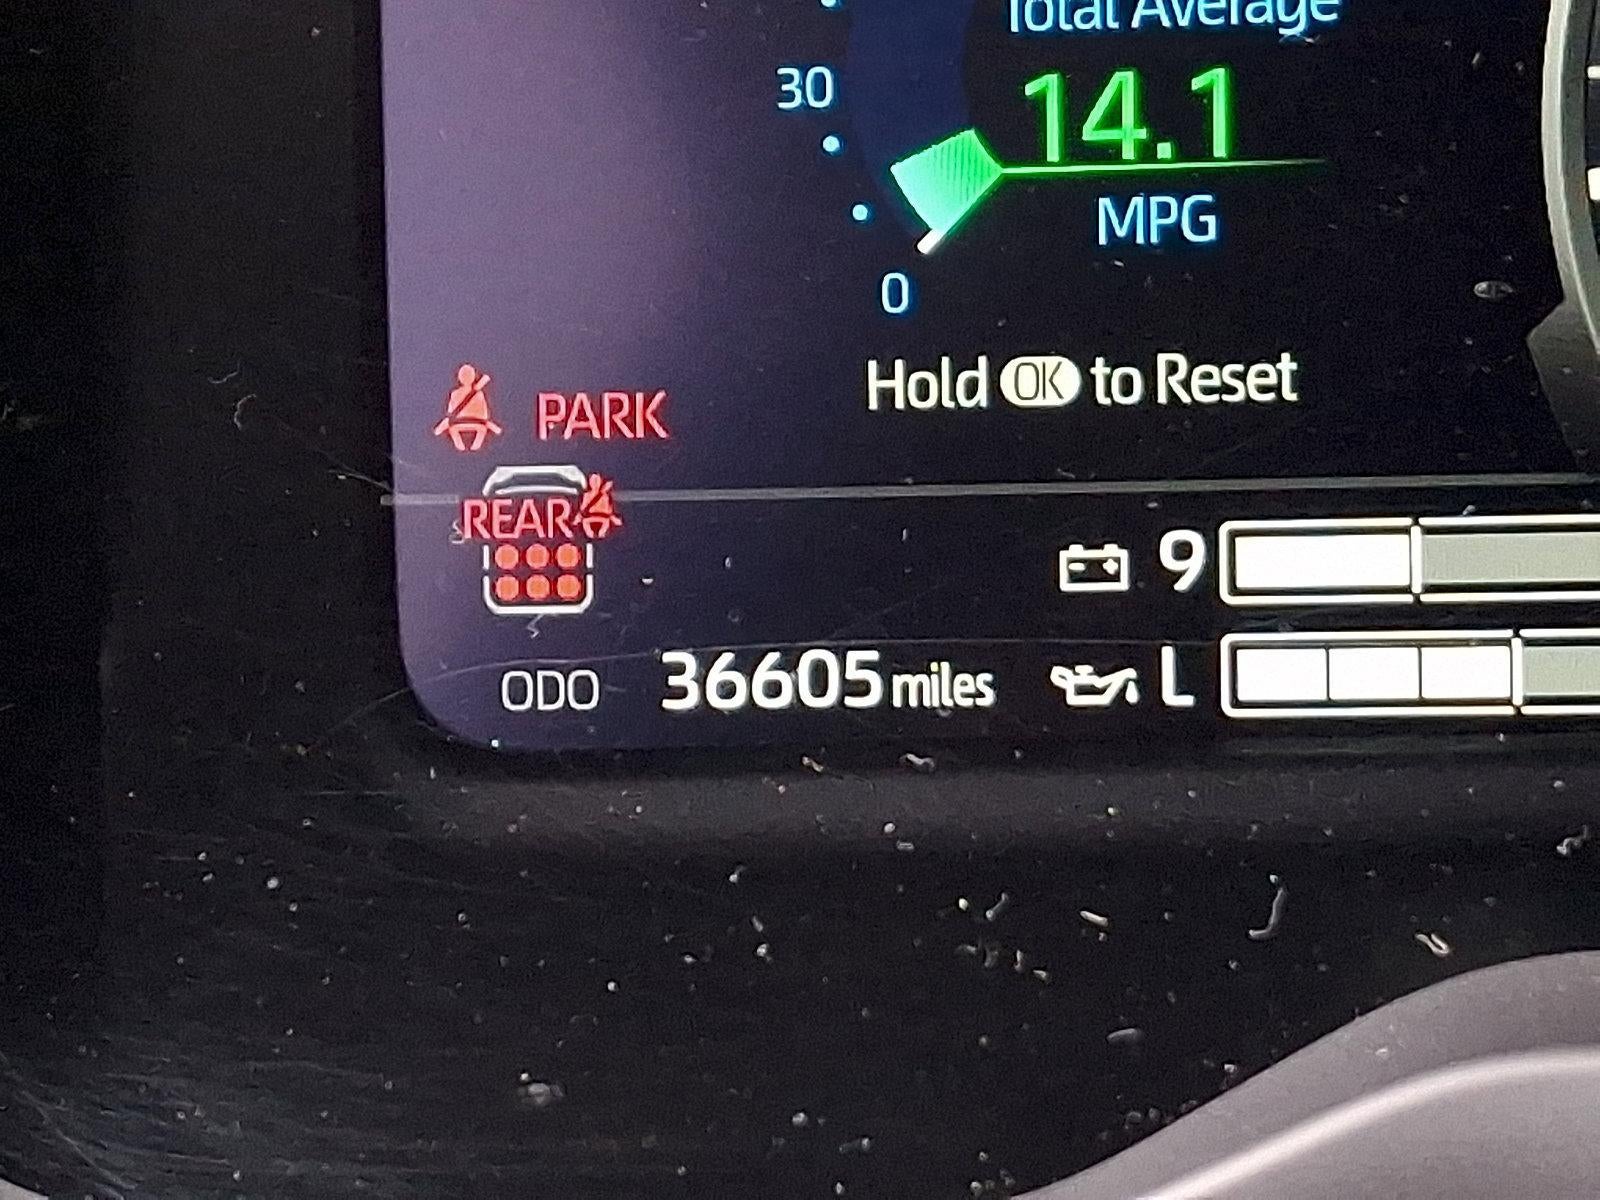 Total Average
30
14.1
MPG
0
Hold OK to Reset
PARK
REAR
9
ODO 36605 miles L